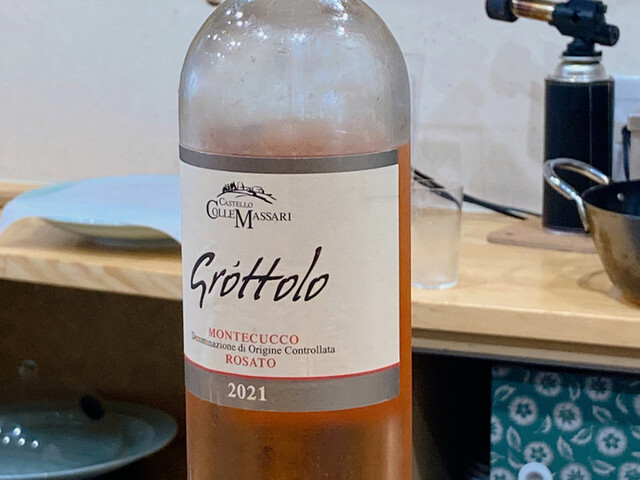 CASTELLO
COLLEMASSARI
Gróttolo
MONTECUCCO
Denominazione di Origine Controllata
ROSATO
2021